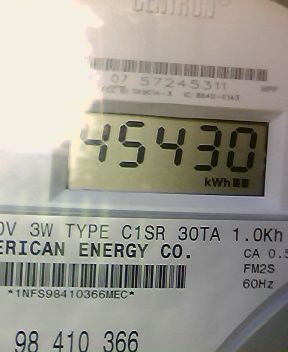 CENTRON
07 57245311
45430
kWh
3W TYPE C1SR 30TA 1.0Kh
ERICAN ENERGY CO.
CA 0.5
FM2S
60Hz
*1NFS98410366MEC*
98 410 366